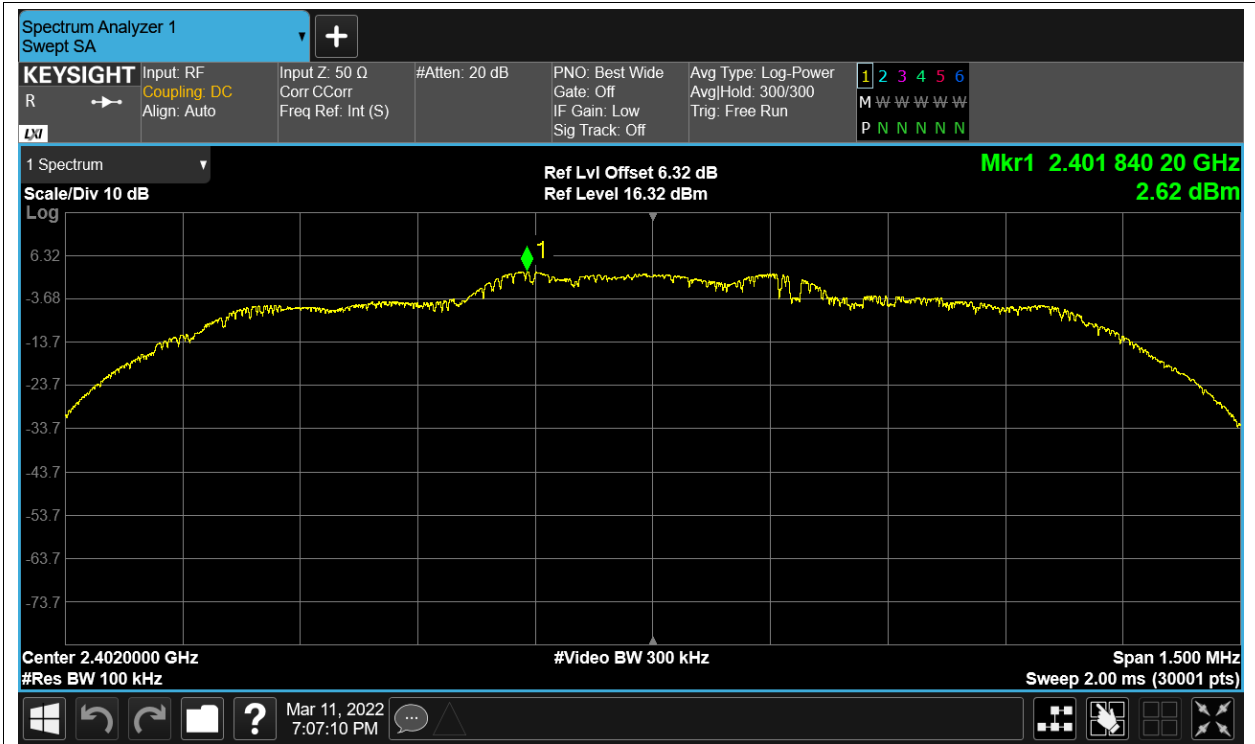 Spectrum Analyzer 1
Swept SA
KEYSIGHT
R
LXI
Input: RF
Coupling: DC
Align: Auto
Input Z: 50 Ω
Corr CCorr
Freq Ref: Int (S)
#Atten: 20 dB
PNO: Best Wide
Gate: Off
IF Gain: Low
Sig Track: Off
Avg Type: Log-Power
Avg|Hold: 300/300
Trig: Free Run
1 2 3 4 5 6
M W W W W W
P N N N N N
1 Spectrum
Scale/Div 10 dB
Ref Lvl Offset 6.32 dB
Ref Level 16.32 dBm
Mkr1 2.401 840 20 GHz
2.62 dBm
Log
1
6.32
-3.68
-13.7
-23.7
-33.7
-43.7
-53.7
-63.7
-73.7
Center 2.4020000 GHz
#Res BW 100 kHz
#Video BW 300 kHz
Span 1.500 MHz
Sweep 2.00 ms (30001 pts)
?
Mar 11, 2022
7:07:10 PM